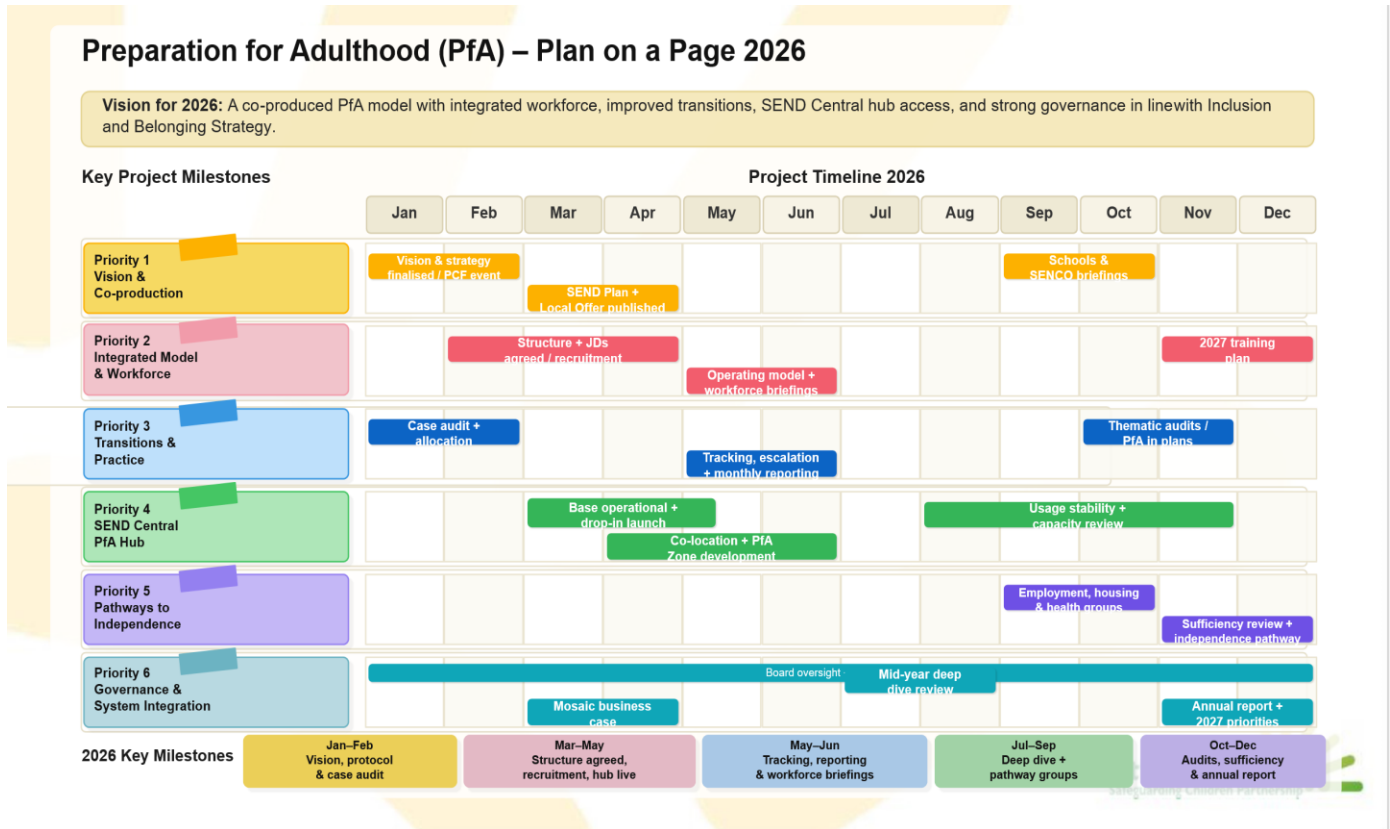 Preparation for Adulthood (PfA) – Plan on a Page 2026
Vision for 2026: A co-produced PfA model with integrated workforce, improved transitions, SEND Central hub access, and strong governance in linewith Inclusion
and Belonging Strategy.
Key Project Milestones
Project Timeline 2026
Jan
Feb
Mar
Apr
May
Jun
Jul
Aug
Sep
Oct
Nov
Dec
Priority 1
Vision &
Co-production
Vision & strategy
finalised / PCF event
SEND Plan +
Local Offer published
Schools &
SENCO briefings
Priority 2
Integrated Model
& Workforce
Structure + JDs
agreed / recruitment
Operating model +
workforce briefings
2027 training
plan
Priority 3
Transitions &
Practice
Case audit +
allocation
Tracking, escalation
+ monthly reporting
Thematic audits /
PfA in plans
Priority 4
SEND Central
PfA Hub
Base operational +
drop-in launch
Co-location + PfA
Zone development
Usage stability +
capacity review
Priority 5
Pathways to
Independence
Employment, housing
& health groups
Sufficiency review +
independence pathway
Priority 6
Governance &
System Integration
Board oversight
Mid-year deep
dive review
Mosaic business
case
Annual report +
2027 priorities
2026 Key Milestones
Jan–Feb
Vision, protocol
& case audit
Mar–May
Structure agreed,
recruitment, hub live
May–Jun
Tracking, reporting
& workforce briefings
Jul–Sep
Deep dive +
pathway groups
Oct–Dec
Audits, sufficiency
& annual report
Safeguarding Children Partnership